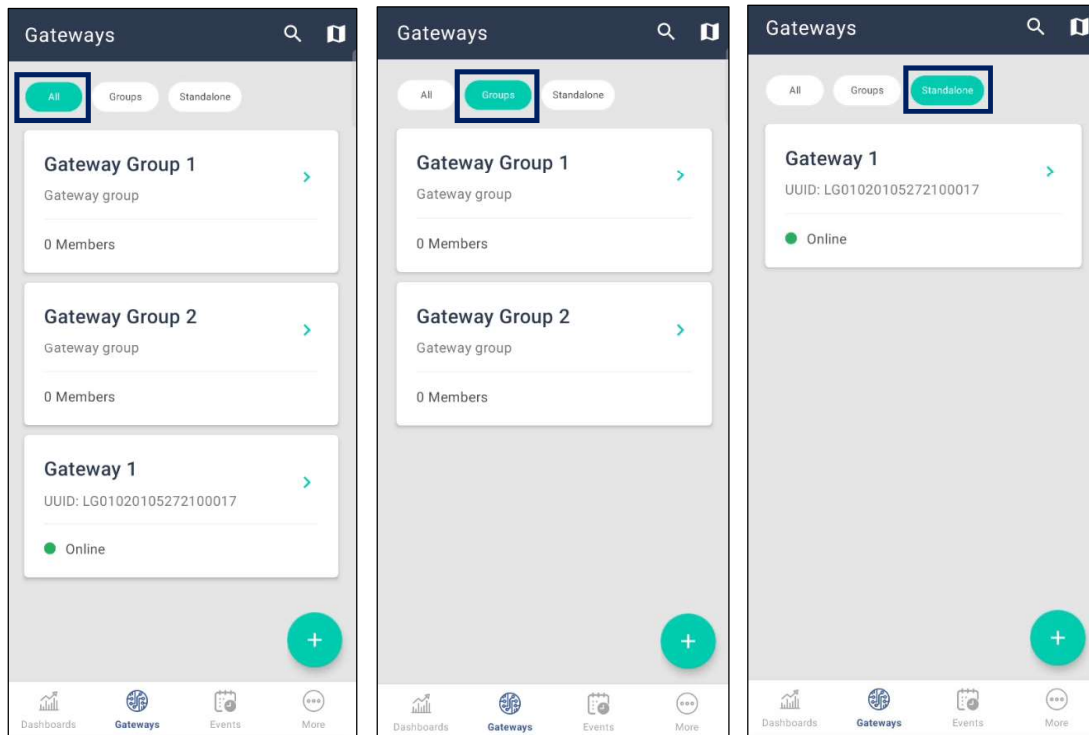 Gateways
All Groups Standalone
Gateway Group 1
Gateway group
0 Members
Gateway Group 2
Gateway group
0 Members
Gateway 1
UUID: LG01020105272100017
Online
+
Dashboards Gateways Events More
Gateways
All Groups Standalone
Gateway Group 1
Gateway group
0 Members
Gateway Group 2
Gateway group
0 Members
+
Dashboards Gateways Events More
Gateways
All Groups Standalone
Gateway 1
UUID: LG01020105272100017
Online
+
Dashboards Gateways Events More